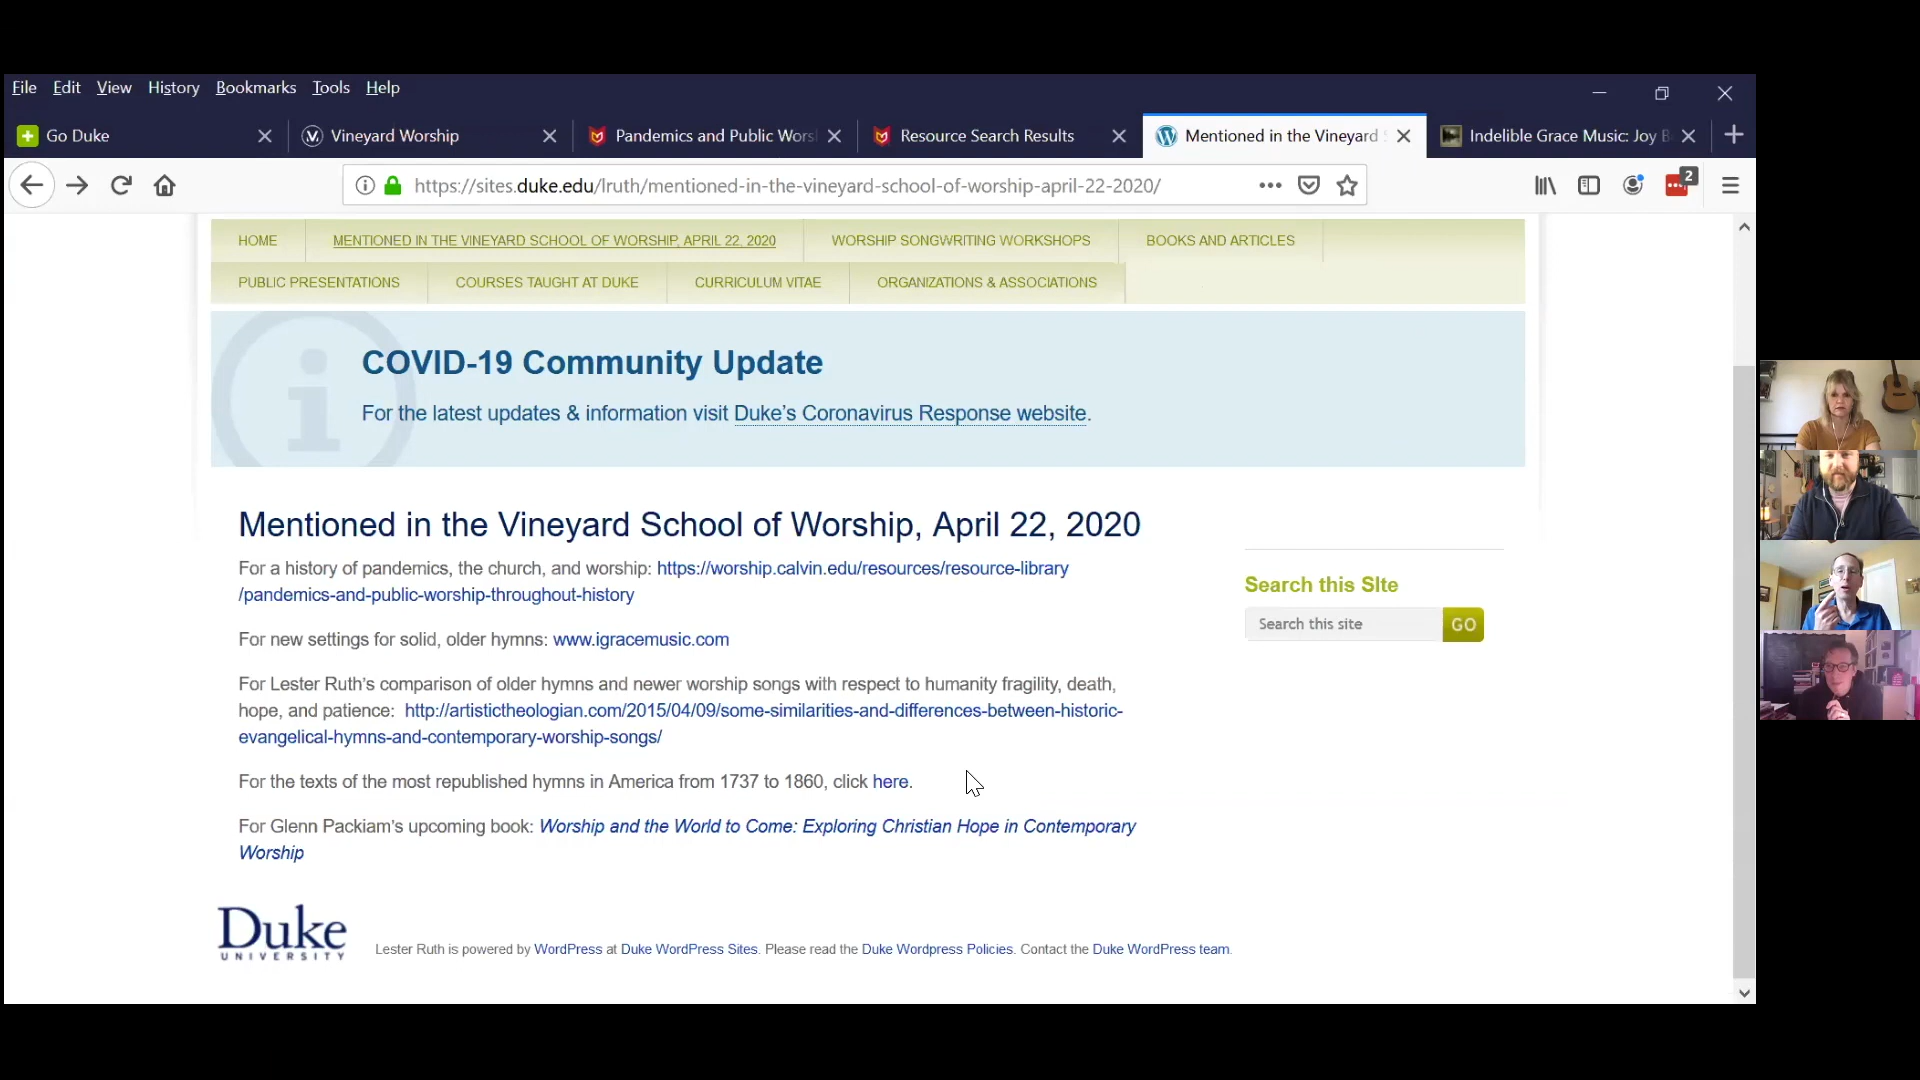 File Edit View History Bookmarks Tools Help
Go Duke
Vineyard Worship
Pandemics and Public Wors
Resource Search Results
Mentioned in the Vineyard
Indelible Grace Music: Joy B
https://sites.duke.edu/lruth/mentioned-in-the-vineyard-school-of-worship-april-22-2020/
2
HOME MENTIONED IN THE VINEYARD SCHOOL OF WORSHIP, APRIL 22, 2020 WORSHIP SONGWRITING WORKSHOPS BOOKS AND ARTICLES
PUBLIC PRESENTATIONS COURSES TAUGHT AT DUKE CURRICULUM VITAE ORGANIZATIONS & ASSOCIATIONS
COVID-19 Community Update
For the latest updates & information visit Duke's Coronavirus Response website.
Mentioned in the Vineyard School of Worship, April 22, 2020
For a history of pandemics, the church, and worship: https://worship.calvin.edu/resources/resource-library
/pandemics-and-public-worship-throughout-history
For new settings for solid, older hymns: www.igracemusic.com
For Lester Ruth's comparison of older hymns and newer worship songs with respect to humanity fragility, death,
hope, and patience: http://artistictheologian.com/2015/04/09/some-similarities-and-differences-between-historic-
evangelical-hymns-and-contemporary-worship-songs/
For the texts of the most republished hymns in America from 1737 to 1860, click here.
For Glenn Packiam's upcoming book: Worship and the World to Come: Exploring Christian Hope in Contemporary
Worship
Search this SIte
Search this site GO
Duke
UNIVERSITY
Lester Ruth is powered by WordPress at Duke WordPress Sites. Please read the Duke Wordpress Policies. Contact the Duke WordPress team.